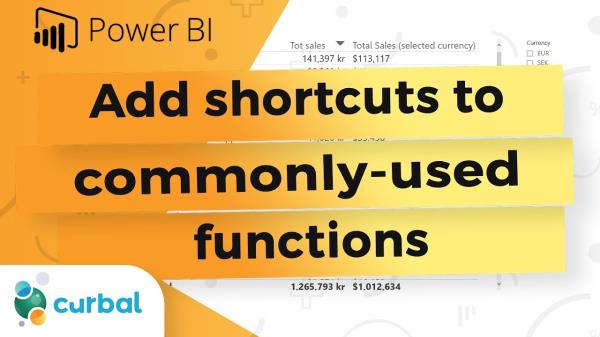 Power BI
Tot sales Total Sales (selected currency)
141,397 kr $113,117
Currency
EUR
SEK
Add shortcuts to
commonly-used
functions
1,265,793 kr $1,012,634
curbal